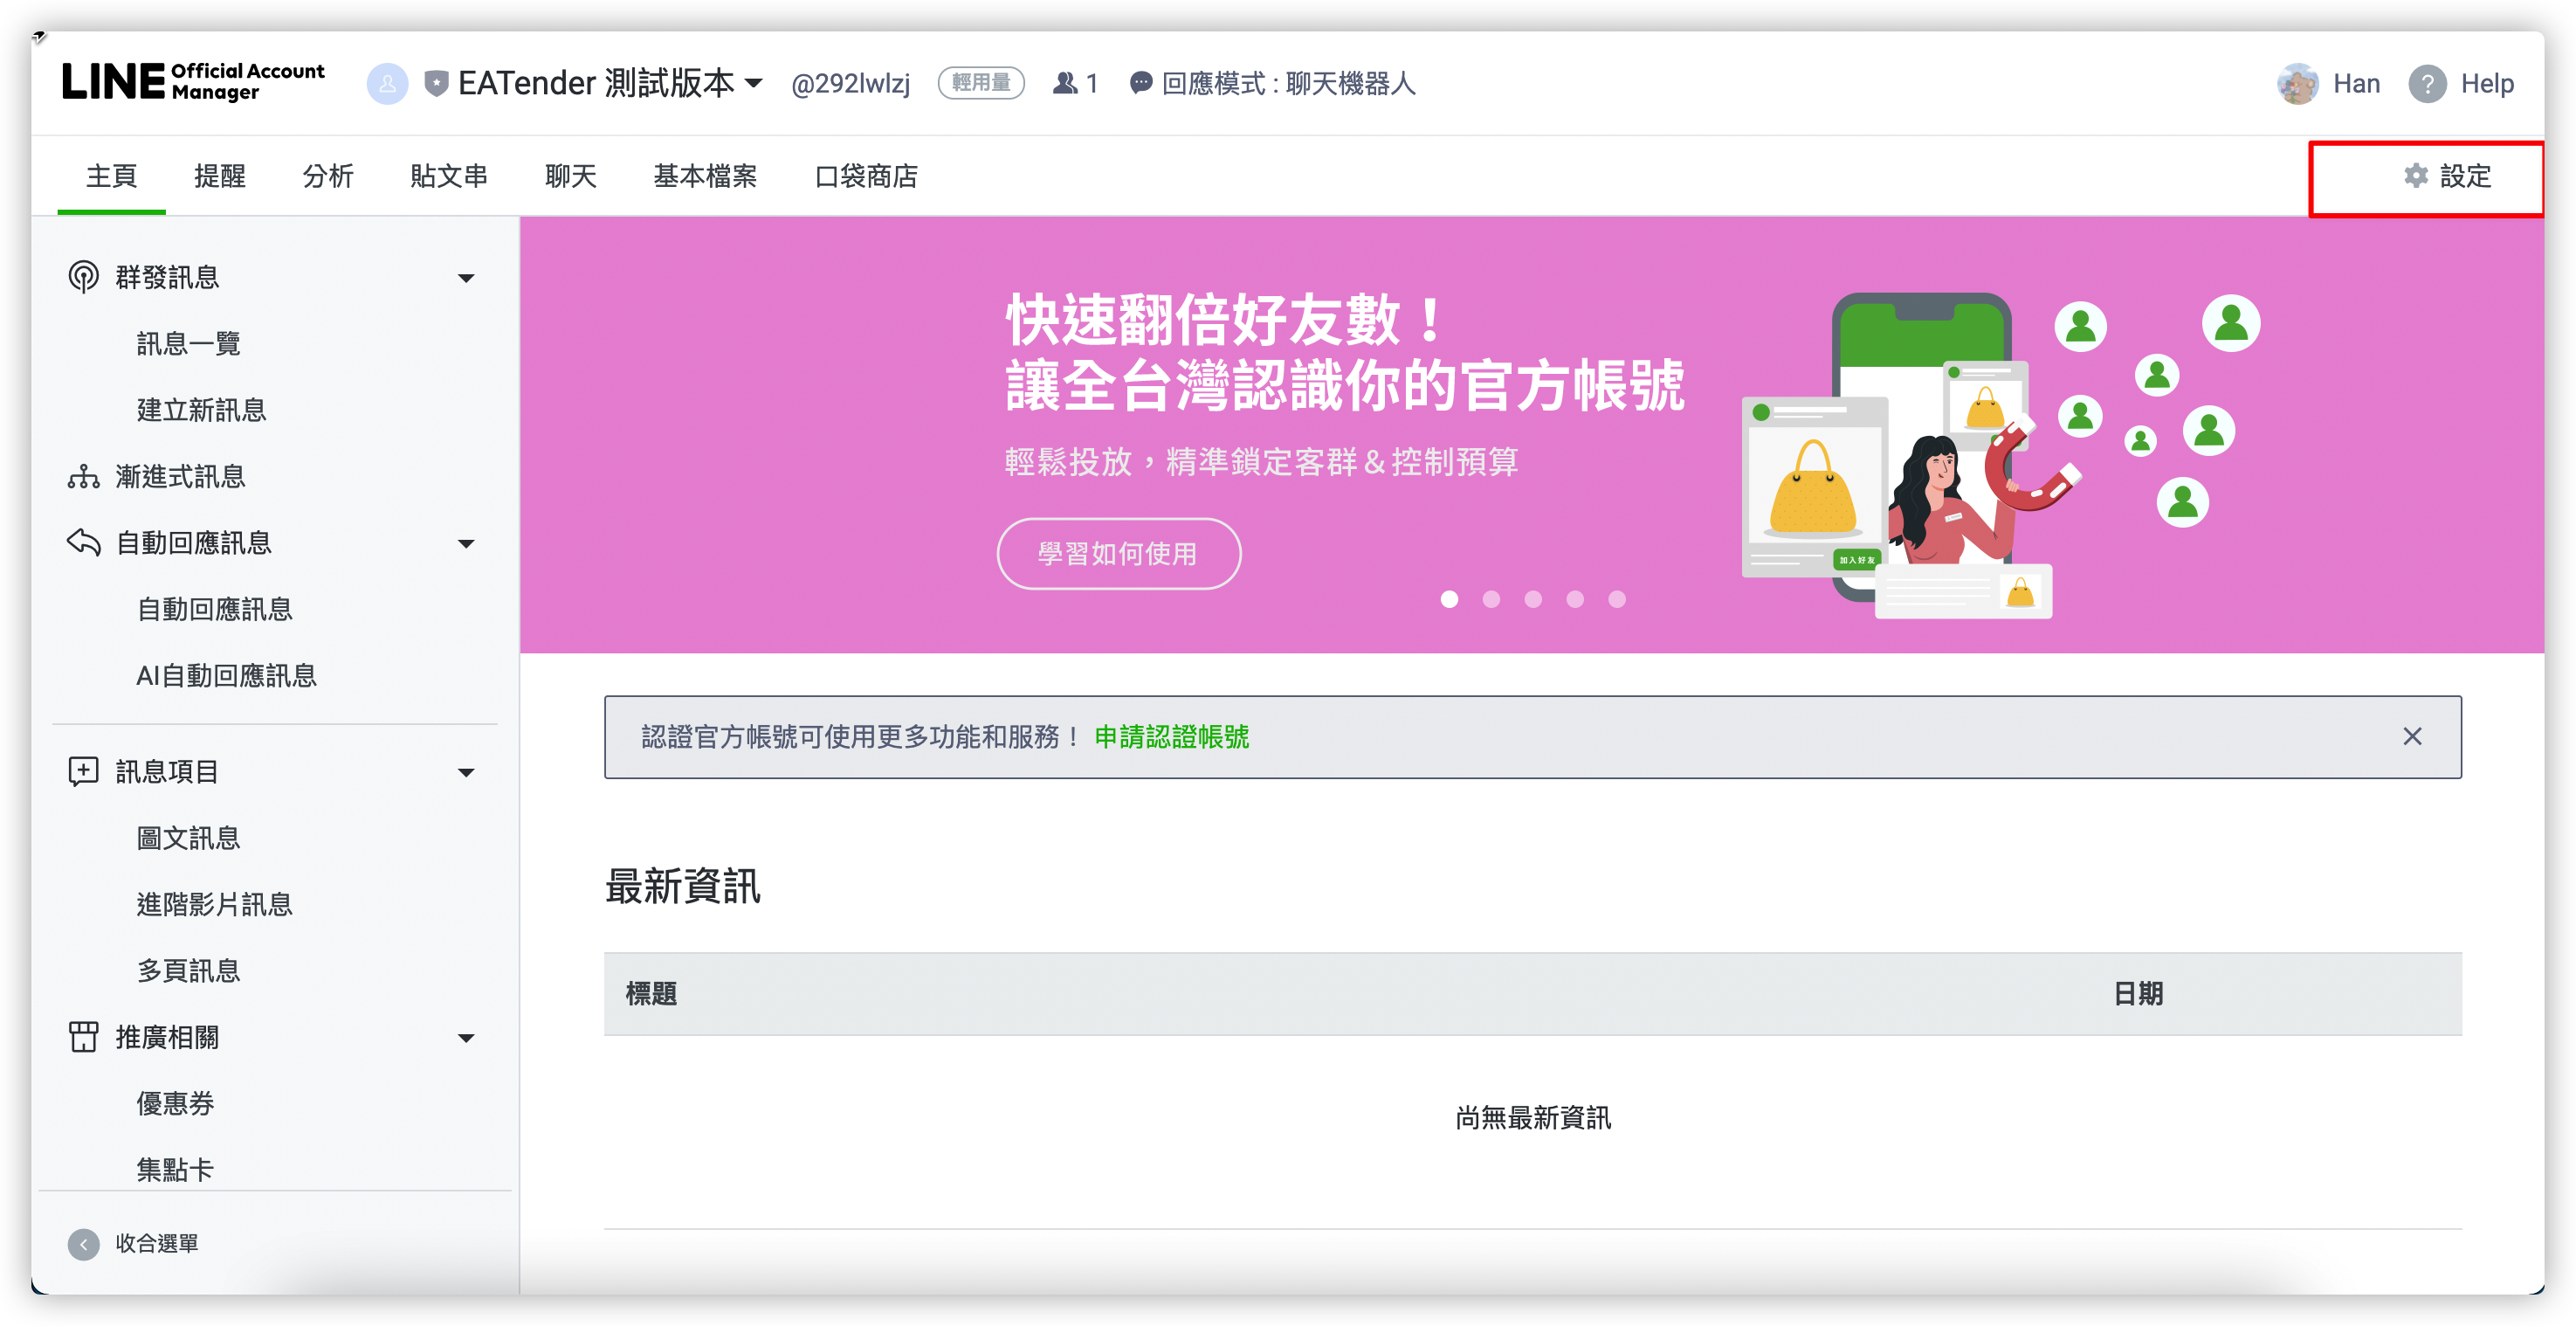 LINE Official Account Manager
EATender 測試版本
@292lwlzj
輕用量
1
回應模式 : 聊天機器人
Han
? Help
主頁
提醒
分析
貼文串
聊天
基本檔案
口袋商店
設定
群發訊息
訊息一覽
建立新訊息
漸進式訊息
自動回應訊息
自動回應訊息
AI自動回應訊息
訊息項目
圖文訊息
進階影片訊息
多頁訊息
推廣相關
優惠券
集點卡
收合選單
快速翻倍好友數！
讓全台灣認識你的官方帳號
輕鬆投放，精準鎖定客群＆控制預算
學習如何使用
加入好友
認證官方帳號可使用更多功能和服務！ 申請認證帳號
最新資訊
標題
日期
尚無最新資訊